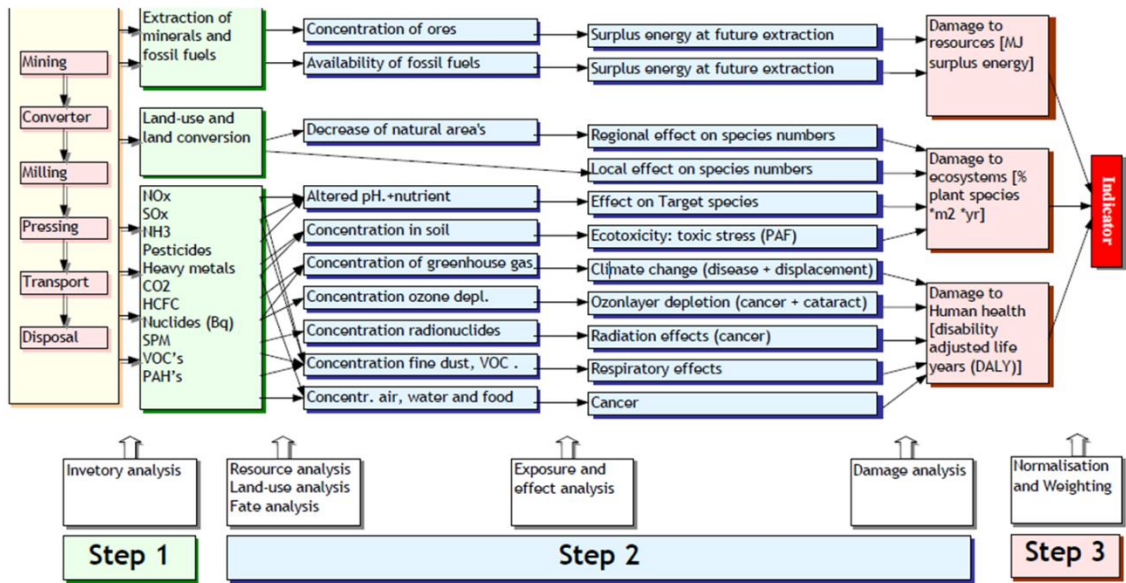 Mining
Converter
Milling
Pressing
Transport
Disposal
Extraction of
minerals and
fossil fuels
Land-use and
land conversion
NOx
SOx
NH3
Pesticides
Heavy metals
CO2
HCFC
Nuclides (Bq)
SPM
VOC's
PAH's
Concentration of ores
Availability of fossil fuels
Decrease of natural area's
Altered pH.+nutrient
Concentration in soil
Concentration of greenhouse gas
Concentration ozone depl.
Concentration radionuclides
Concentration fine dust, VOC .
Concentr. air, water and food
Surplus energy at future extraction
Surplus energy at future extraction
Regional effect on species numbers
Local effect on species numbers
Effect on Target species
Ecotoxicity: toxic stress (PAF)
Climate change (disease + displacement)
Ozonlayer depletion (cancer + cataract)
Radiation effects (cancer)
Respiratory effects
Cancer
Damage to
resources [MJ
surplus energy]
Damage to
ecosystems [%
plant species
*m2 *yr]
Damage to
Human health
[disability
adjusted life
years (DALY)]
Indicator
Invetory analysis
Resource analysis
Land-use analysis
Fate analysis
Exposure and
effect analysis
Damage analysis
Normalisation
and Weighting
Step 1
Step 2
Step 3